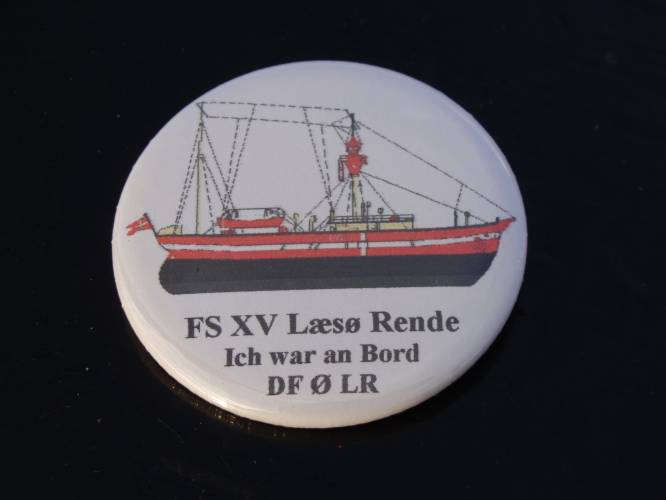 FS XV Læsø Rende
Ich war an Bord
DF Ø LR